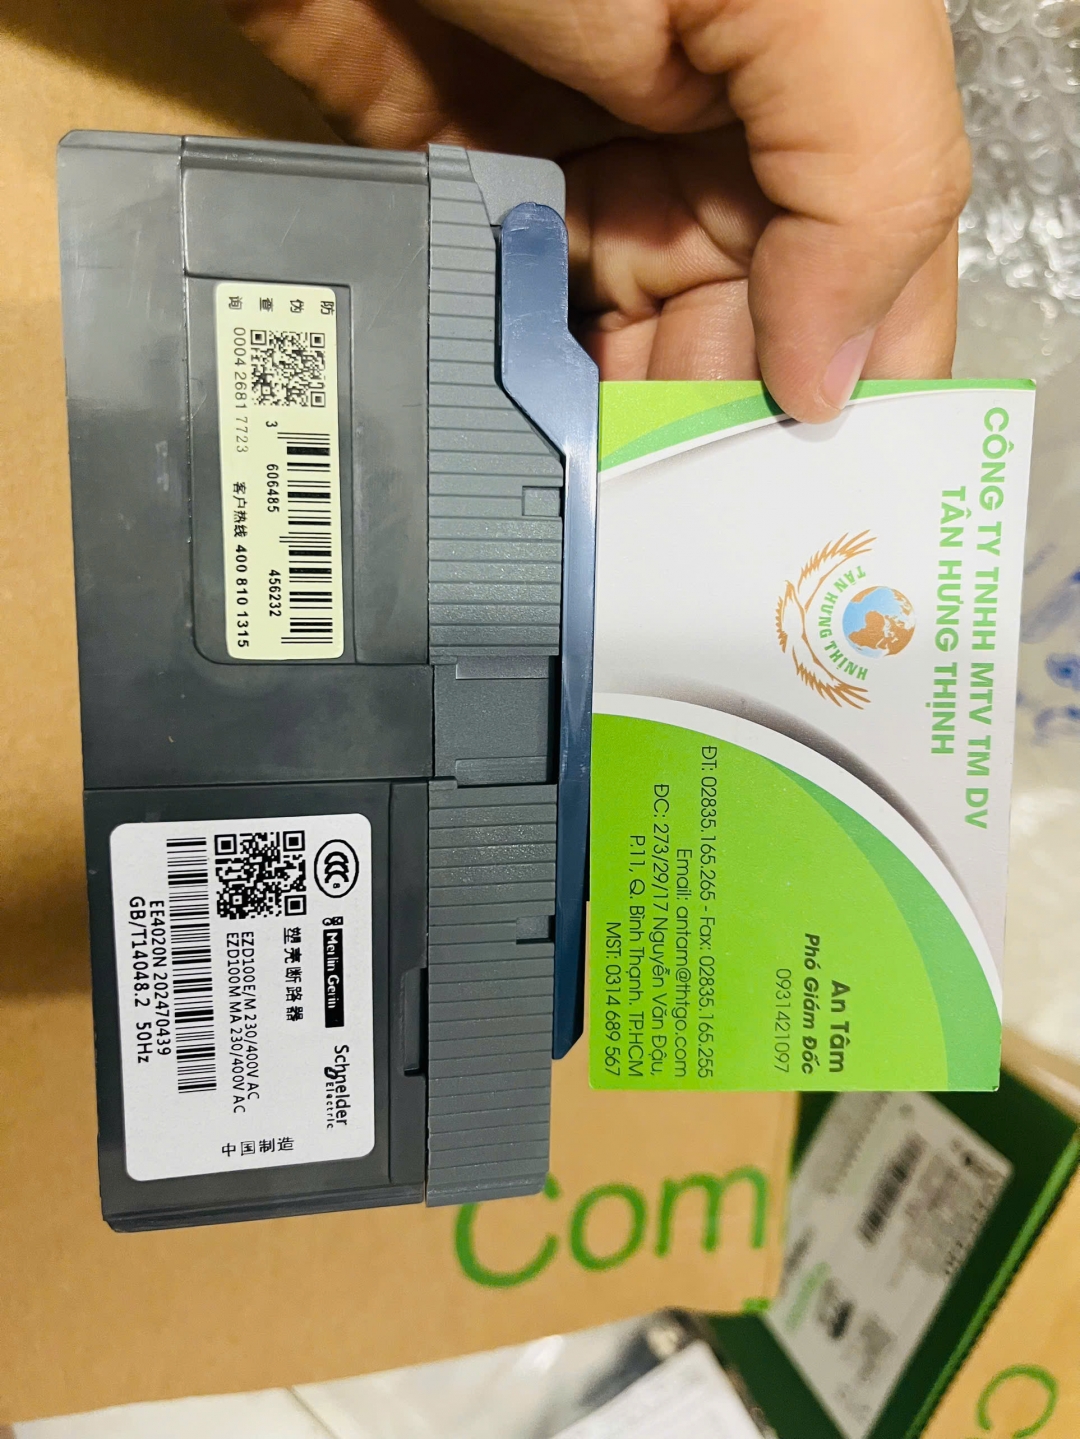 防伪查询
0004 2681 7723
3 606485 456232
客户热线 400 810 1315
CCC
S
Merlin Gerin
Schneider
Electric
塑壳断路器
EZD100E/M 230/400V AC
EZD100M MA 230/400V AC
中国制造
EE4020N 202470439
GB/T14048.2 50Hz
CÔNG TY TNHH MTV TM DV
TÂN HƯNG THỊNH
TÂN HƯNG THỊNH
An Tâm
Phó Giám Đốc
0931421097
ĐT: 02835.165.265 - Fax: 02835.165.255
Email: antam@thtgo.com
ĐC: 273/29/17 Nguyễn Văn Đậu,
P.11, Q. Bình Thạnh, TP.HCM
MST: 0314 689 567
Com
C